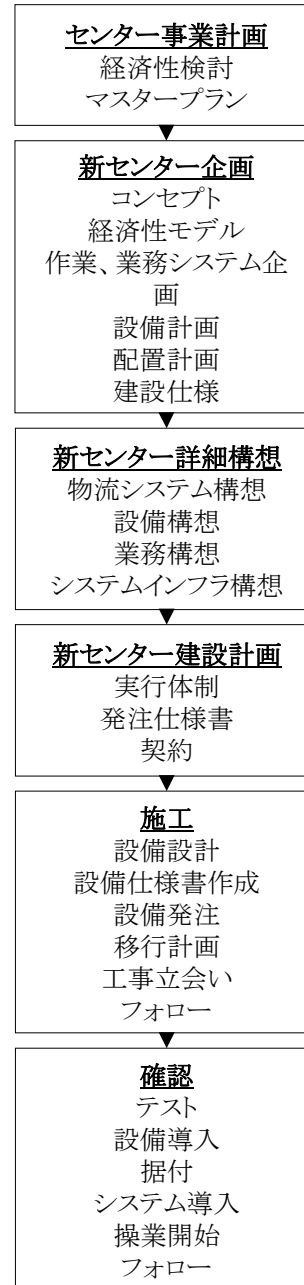 センター事業計画
経済性検討
マスタープラン
新センター企画
コンセプト
経済性モデル
作業、業務システム企
画
設備計画
配置計画
建設仕様
新センター詳細構想
物流システム構想
設備構想
業務構想
システムインフラ構想
新センター建設計画
実行体制
発注仕様書
契約
施工
設備設計
設備仕様書作成
設備発注
移行計画
工事立会い
フォロー
確認
テスト
設備導入
据付
システム導入
操業開始
フォロー